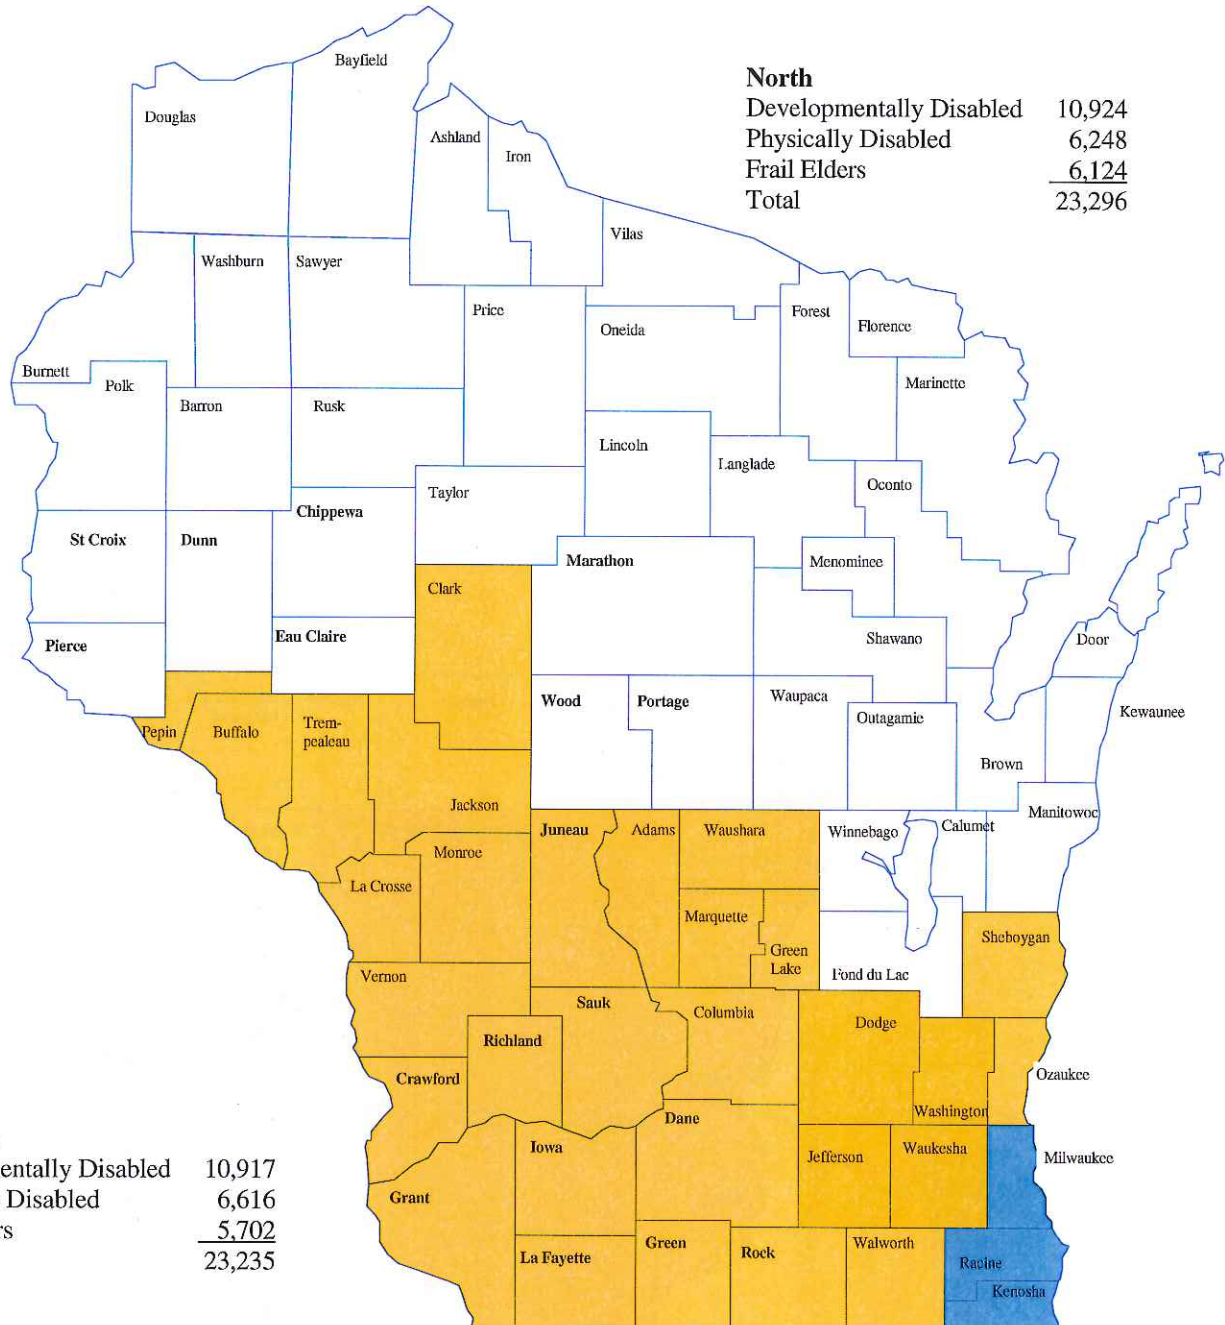 Bayfield
North
Developmentally Disabled 10,924
Physically Disabled 6,248
Frail Elders 6,124
Total 23,296
Douglas
Ashland
Iron
Vilas
Washburn
Sawyer
Price
Forest
Florence
Oneida
Burnett
Polk
Marinette
Barron
Rusk
Lincoln
Langlade
Taylor
Oconto
Chippewa
St Croix
Dunn
Marathon
Menominee
Clark
Pierce
Eau Claire
Shawano
Door
Wood
Portage
Waupaca
Outagamie
Kewaunee
Pepin
Buffalo
Trem-
pealeau
Brown
Jackson
Manitowoc
Juneau
Adams
Waushara
Winnebago
Calumet
Monroe
La Crosse
Marquette
Green
Lake
Sheboygan
Fond du Lac
Vernon
Sauk
Columbia
Dodge
Richland
Crawford
Ozaukee
Washington
Dane
Iowa
Jefferson
Waukesha
Milwaukee
entally Disabled 10,917
Disabled 6,616
rs 5,702
23,235
Grant
La Fayette
Green
Rock
Walworth
Racine
Kenosha